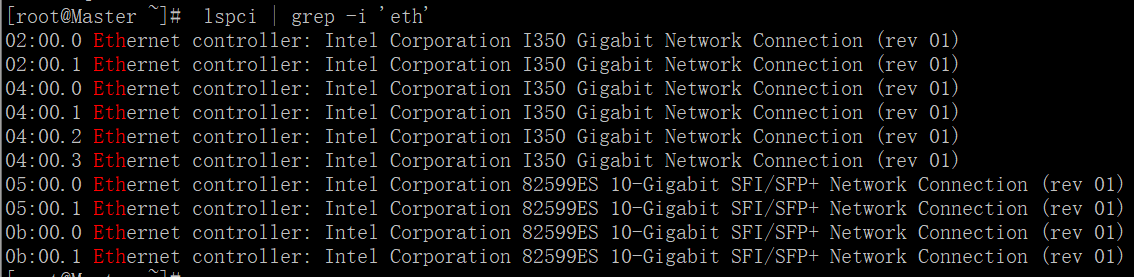 [root@Master ~]#  lspci | grep -i 'eth'
02:00.0 Ethernet controller: Intel Corporation I350 Gigabit Network Connection (rev 01)
02:00.1 Ethernet controller: Intel Corporation I350 Gigabit Network Connection (rev 01)
04:00.0 Ethernet controller: Intel Corporation I350 Gigabit Network Connection (rev 01)
04:00.1 Ethernet controller: Intel Corporation I350 Gigabit Network Connection (rev 01)
04:00.2 Ethernet controller: Intel Corporation I350 Gigabit Network Connection (rev 01)
04:00.3 Ethernet controller: Intel Corporation I350 Gigabit Network Connection (rev 01)
05:00.0 Ethernet controller: Intel Corporation 82599ES 10-Gigabit SFI/SFP+ Network Connection (rev 01)
05:00.1 Ethernet controller: Intel Corporation 82599ES 10-Gigabit SFI/SFP+ Network Connection (rev 01)
0b:00.0 Ethernet controller: Intel Corporation 82599ES 10-Gigabit SFI/SFP+ Network Connection (rev 01)
0b:00.1 Ethernet controller: Intel Corporation 82599ES 10-Gigabit SFI/SFP+ Network Connection (rev 01)